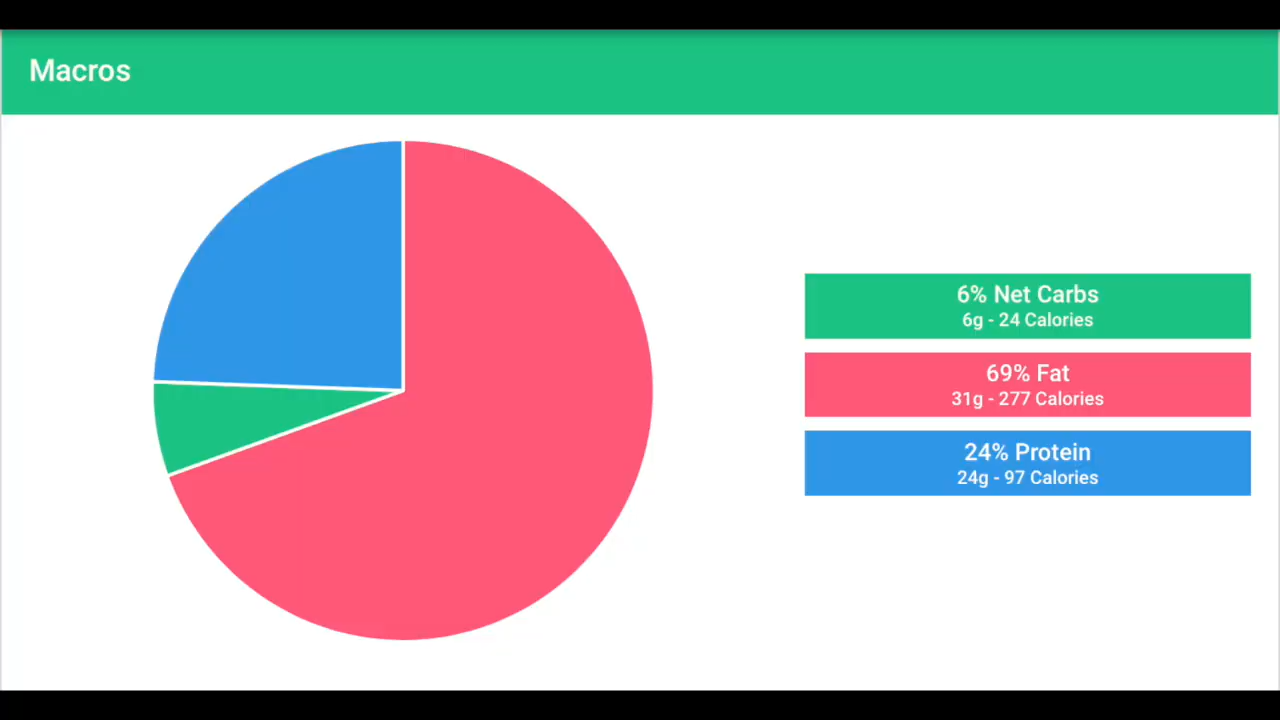 Macros
6% Net Carbs
6g - 24 Calories
69% Fat
31g - 277 Calories
24% Protein
24g - 97 Calories